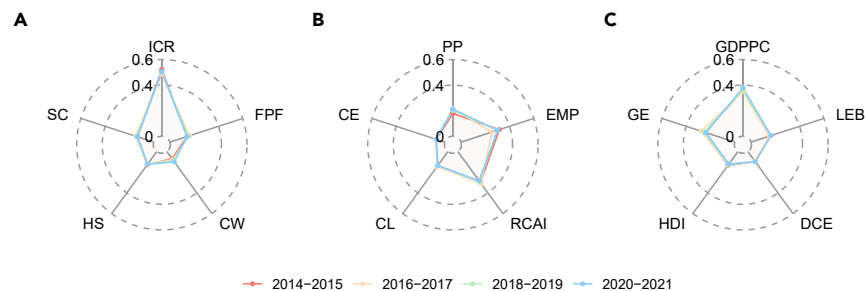 A
ICR
0.6
0.4
0
SC
FPF
HS
CW
B
PP
0.6
0.4
0
CE
EMP
CL
RCAI
C
GDPPC
0.6
0.4
0
GE
LEB
HDI
DCE
2014−2015 2016−2017 2018−2019 2020−2021